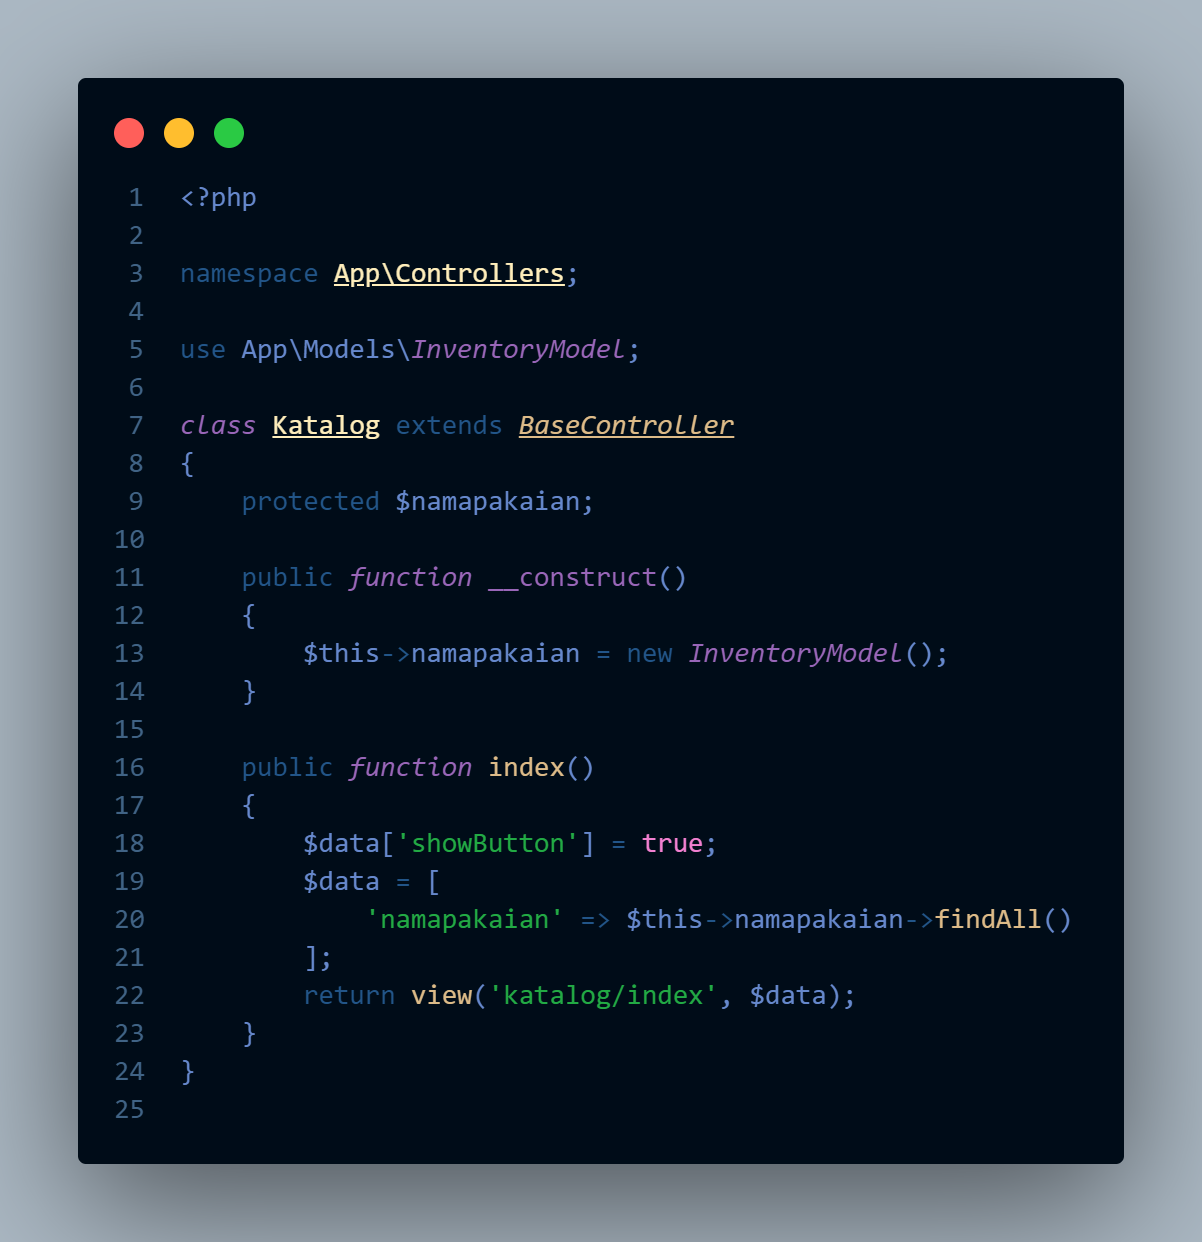 1 <?php
2
3 namespace App\Controllers;
4
5 use App\Models\InventoryModel;
6
7 class Katalog extends BaseController
8 {
9     protected $namapakaian;
10
11     public function __construct()
12     {
13         $this->namapakaian = new InventoryModel();
14     }
15
16     public function index()
17     {
18         $data['showButton'] = true;
19         $data = [
20             'namapakaian' => $this->namapakaian->findAll()
21         ];
22         return view('katalog/index', $data);
23     }
24 }
25